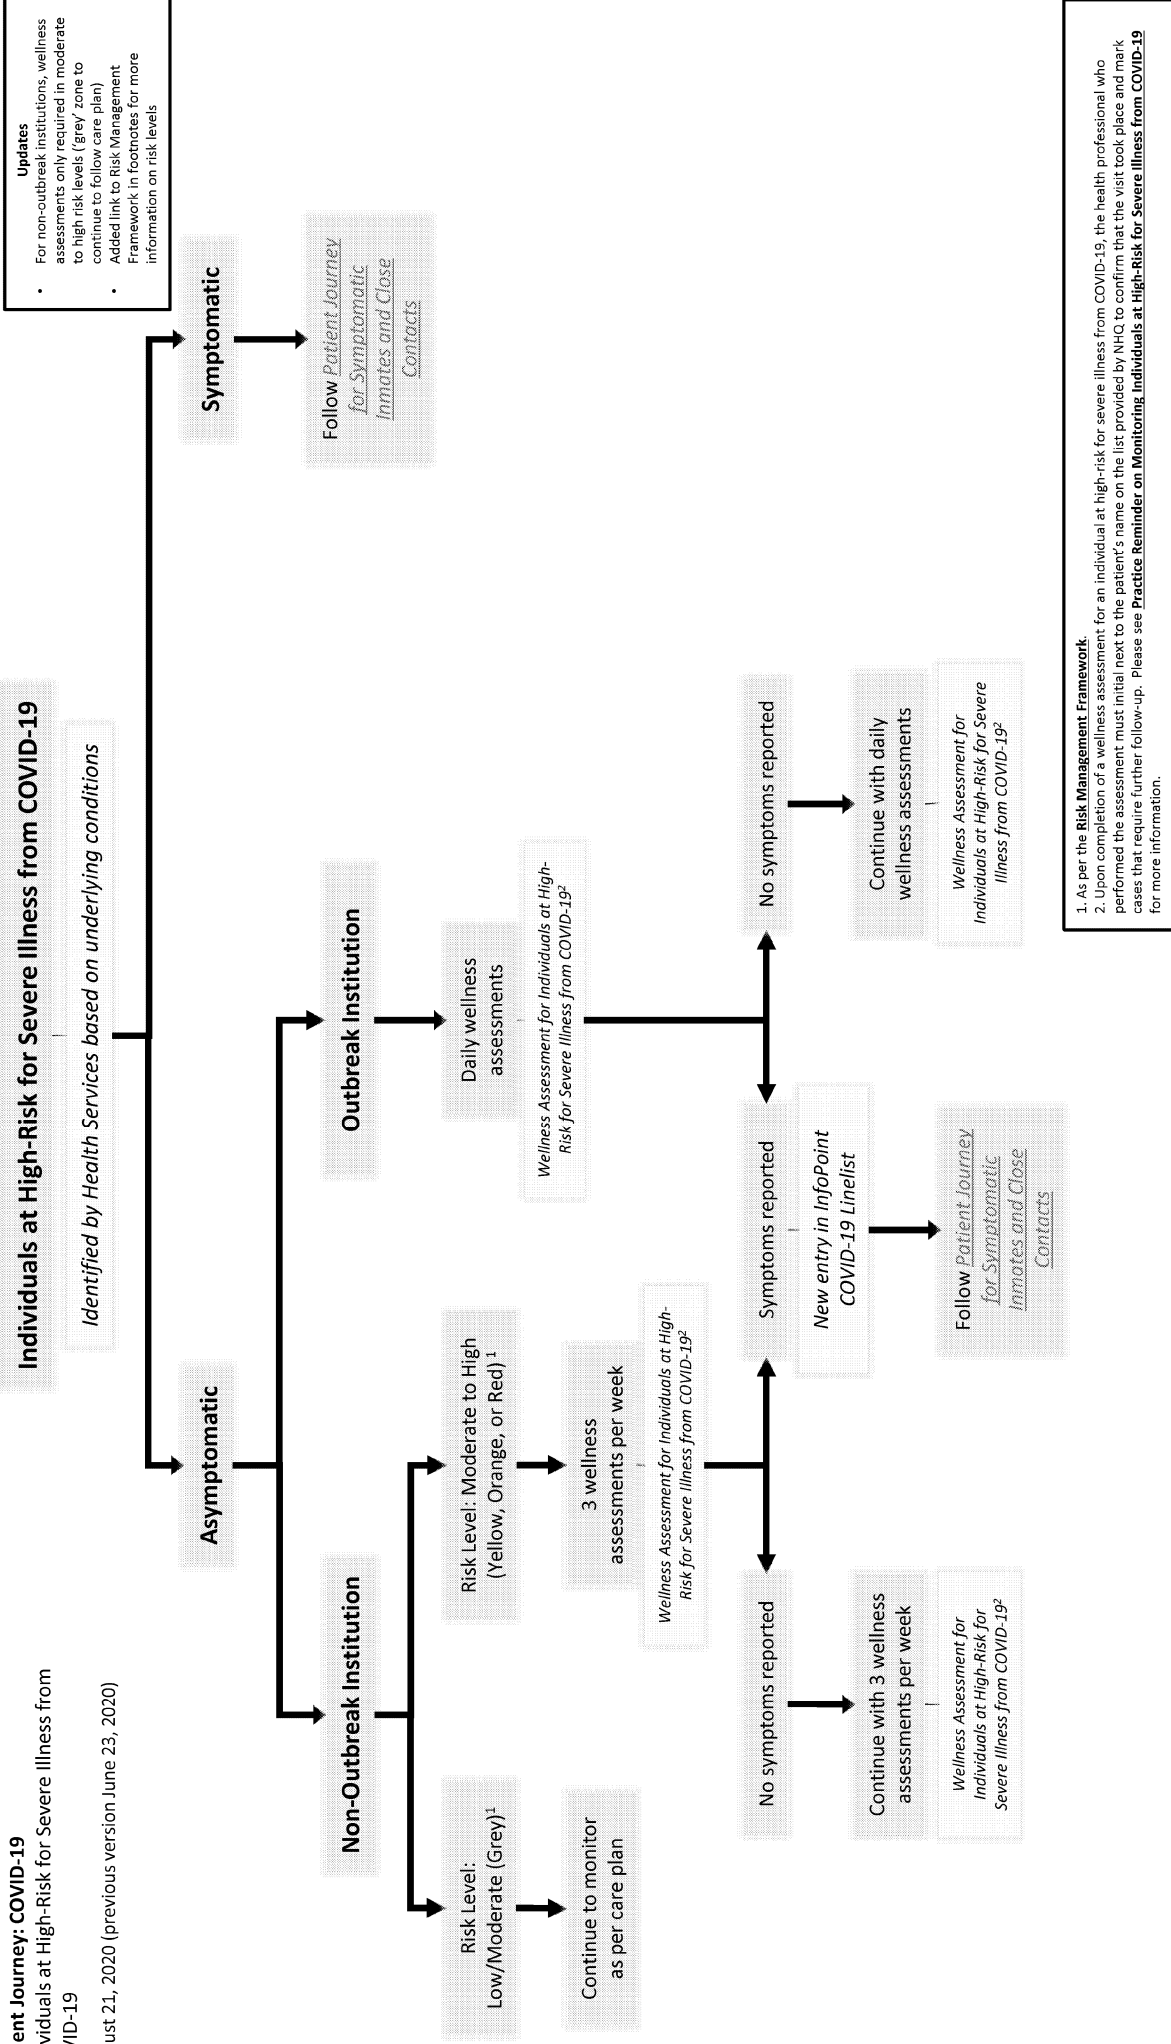 ent Journey: COVID-19
viduals at High-Risk for Severe Illness from
VID-19
ust 21, 2020 (previous version June 23, 2020)
Individuals at High-Risk for Severe Illness from COVID-19
Identified by Health Services based on underlying conditions
Updates
• For non-outbreak institutions, wellness
assessments only required in moderate
to high risk levels ('grey' zone to
continue to follow care plan)
• Added link to Risk Management
Framework in footnotes for more
information on risk levels
Asymptomatic
Symptomatic
Follow Patient Journey
for Symptomatic
Inmates and Close
Contacts
Non-Outbreak Institution
Outbreak Institution
Risk Level:
Low/Moderate (Grey)1
Continue to monitor
as per care plan
Risk Level: Moderate to High
(Yellow, Orange, or Red) 1
3 wellness
assessments per week
Wellness Assessment for Individuals at High-
Risk for Severe Illness from COVID-192
Daily wellness
assessments
Wellness Assessment for Individuals at High-
Risk for Severe Illness from COVID-192
No symptoms reported
Continue with 3 wellness
assessments per week
Wellness Assessment for
Individuals at High-Risk for
Severe Illness from COVID-192
Symptoms reported
New entry in InfoPoint
COVID-19 Linelist
Follow Patient Journey
for Symptomatic
Inmates and Close
Contacts
No symptoms reported
Continue with daily
wellness assessments
Wellness Assessment for
Individuals at High-Risk for Severe
Illness from COVID-192
1. As per the Risk Management Framework.
2. Upon completion of a wellness assessment for an individual at high-risk for severe illness from COVID-19, the health professional who
performed the assessment must initial next to the patient's name on the list provided by NHQ to confirm that the visit took place and mark
cases that require further follow-up. Please see Practice Reminder on Monitoring Individuals at High-Risk for Severe Illness from COVID-19
for more information.